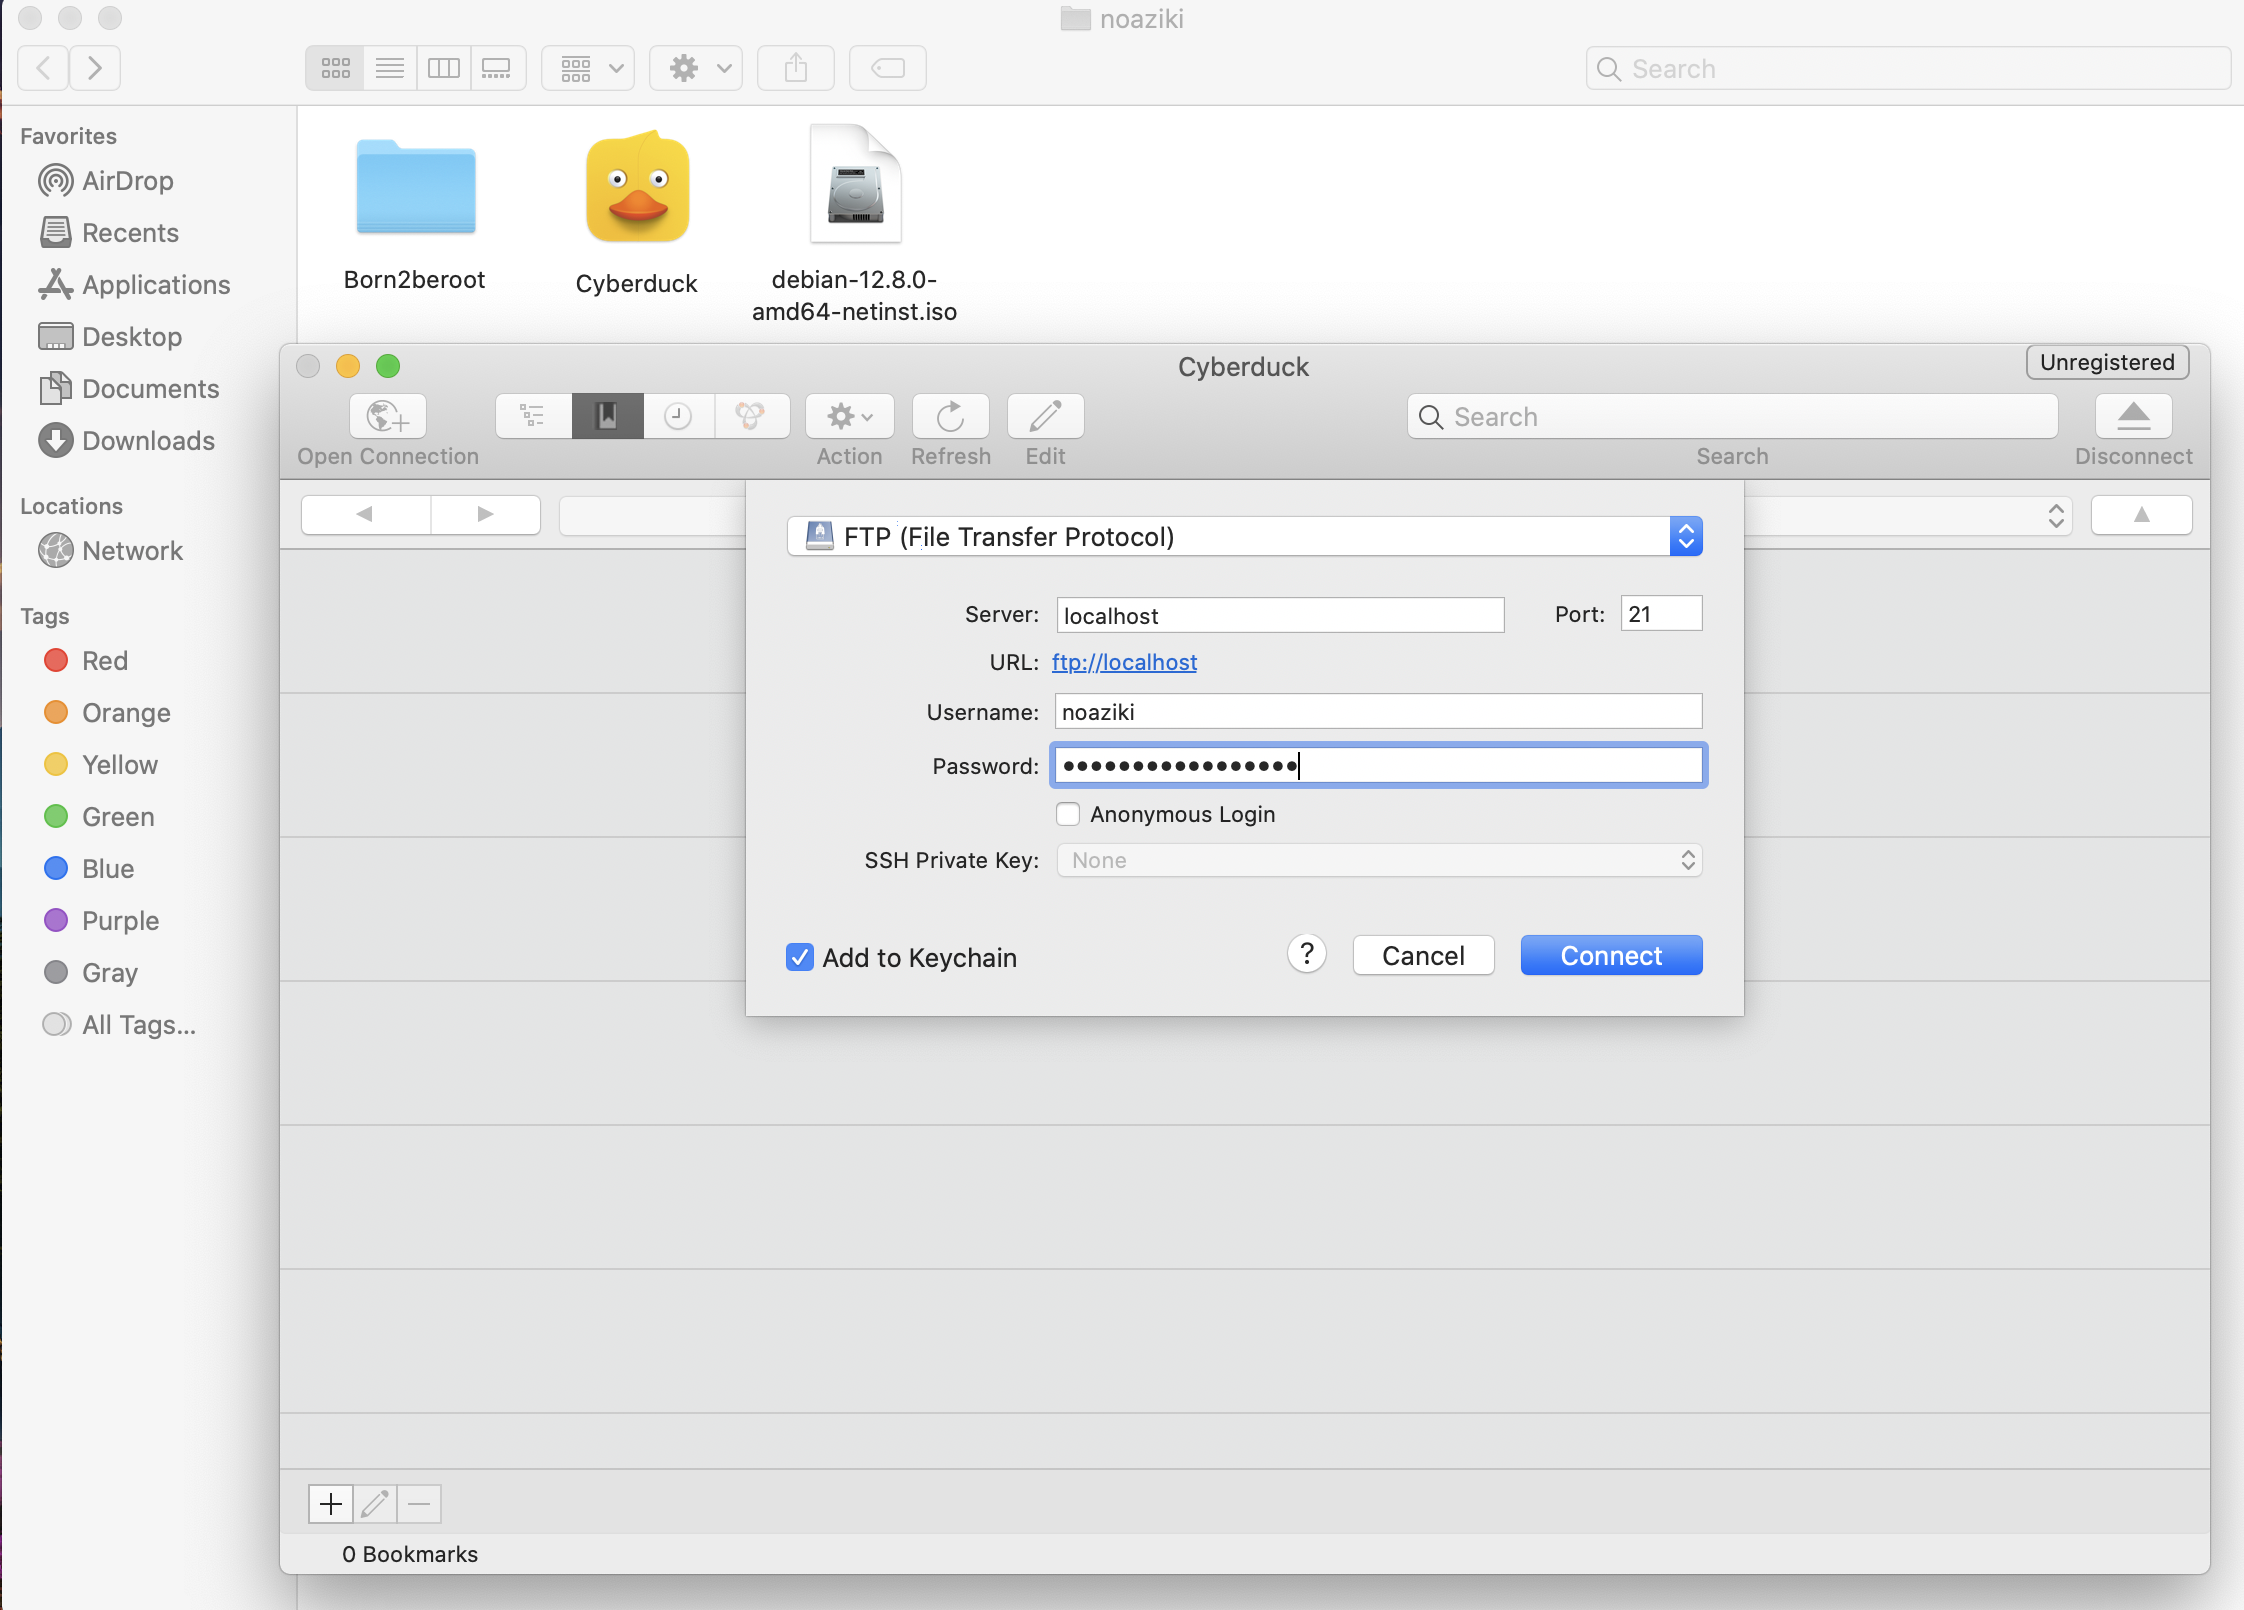 noaziki
Search
Favorites
AirDrop
Recents
Applications
Desktop
Documents
Downloads
Locations
Network
Tags
Red
Orange
Yellow
Green
Blue
Purple
Gray
All Tags...
Born2beroot
Cyberduck
debian-12.8.0-
amd64-netinst.iso
Cyberduck
Unregistered
Search
Open Connection
Action
Refresh
Edit
Search
Disconnect
FTP (File Transfer Protocol)
Server: localhost Port: 21
URL: ftp://localhost
Username: noaziki
Password: •••••••••••••••••
Anonymous Login
SSH Private Key: None
Add to Keychain
? Cancel Connect
0 Bookmarks